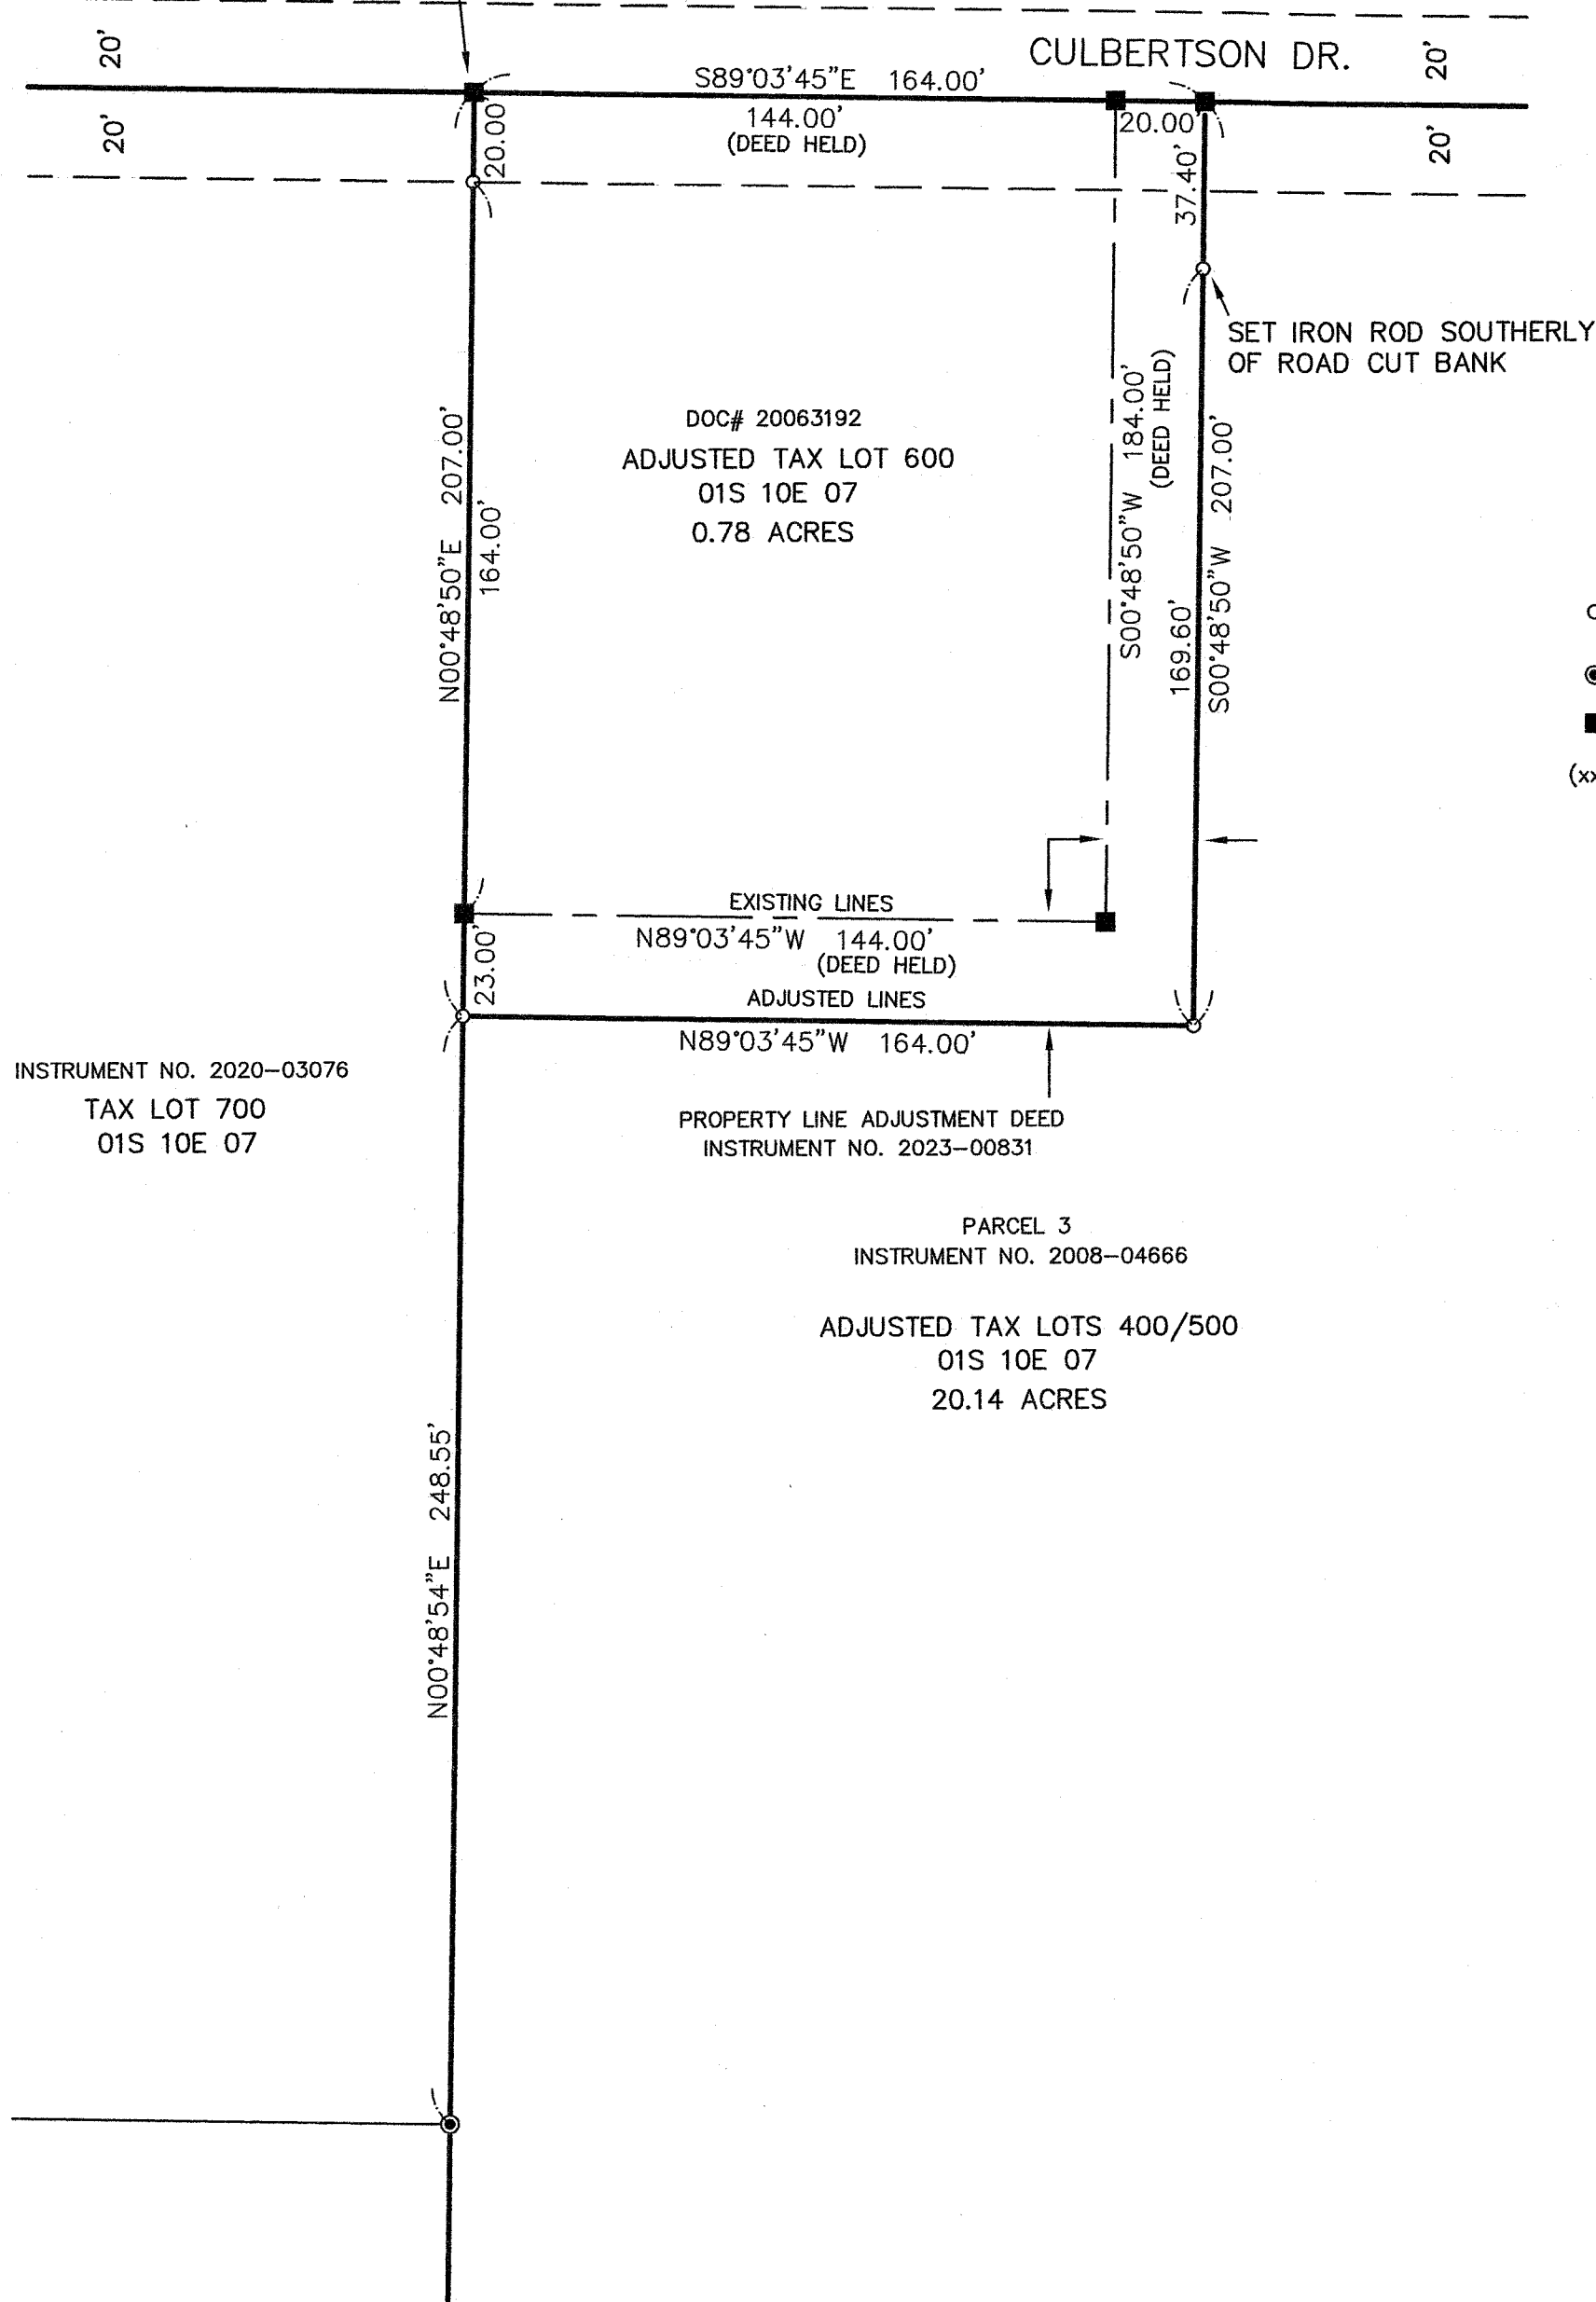 20'
CULBERTSON DR.
20'
S89°03'45"E 164.00'
20'
20.00'
144.00'
(DEED HELD)
20.00'
20'
37.40'
SET IRON ROD SOUTHERLY
OF ROAD CUT BANK
DOC# 20063192
ADJUSTED TAX LOT 600
01S 10E 07
0.78 ACRES
N00°48'50"E 207.00'
164.00'
S00°48'50"W 184.00'
(DEED HELD)
169.60'
S00°48'50"W 207.00'
(xx
EXISTING LINES
N89°03'45"W 144.00'
(DEED HELD)
23.00'
ADJUSTED LINES
N89°03'45"W 164.00'
INSTRUMENT NO. 2020-03076
TAX LOT 700
01S 10E 07
PROPERTY LINE ADJUSTMENT DEED
INSTRUMENT NO. 2023-00831
PARCEL 3
INSTRUMENT NO. 2008-04666
ADJUSTED TAX LOTS 400/500
01S 10E 07
20.14 ACRES
N00°48'54"E 248.55'